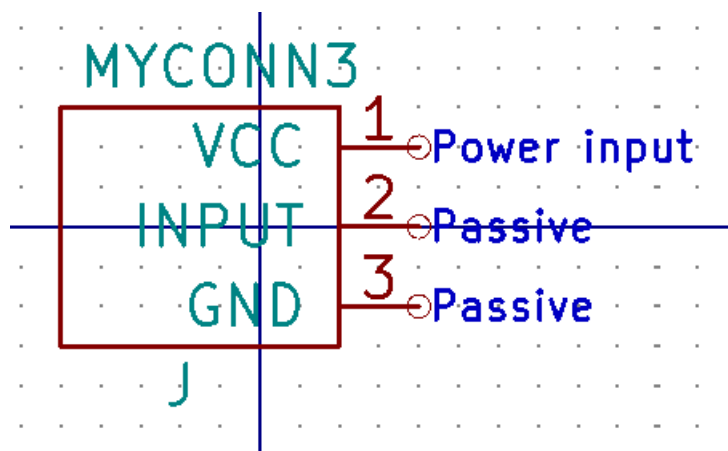 MYCONN3
VCC 1 Power input
INPUT 2 Passive
GND 3 Passive
J